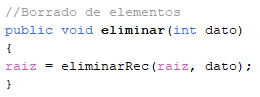 //Borrado de elementos
public void eliminar(int dato)
{
raiz = eliminarRec(raiz, dato);
}